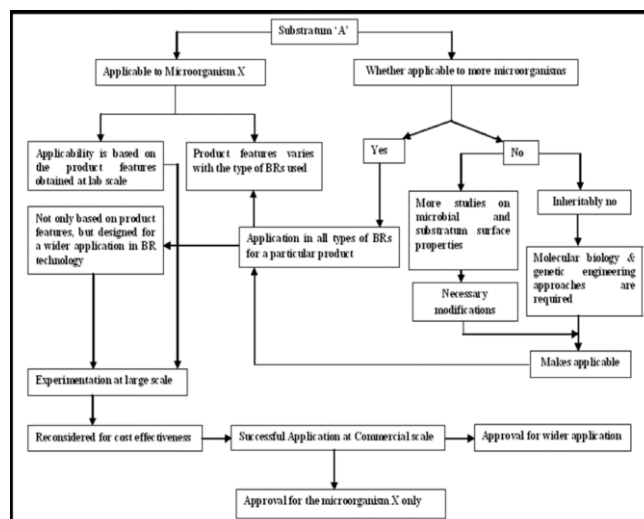 Substratum 'A'
Applicable to Microorganism X
Whether applicable to more microorganisms
Applicability is based on
the product features
obtained at lab scale
Product features varies
with the type of BRs used
Yes
No
More studies on
microbial and
substratum surface
properties
Inheritably no
Not only based on product
features, but designed for
a wider application in BR
technology
Application in all types of BRs
for a particular product
Molecular biology &
genetic engineering
approaches are
required
Necessary
modifications
Makes applicable
Experimentation at large scale
Reconsidered for cost effectiveness
Successful Application at Commercial scale
Approval for wider application
Approval for the microorganism X only